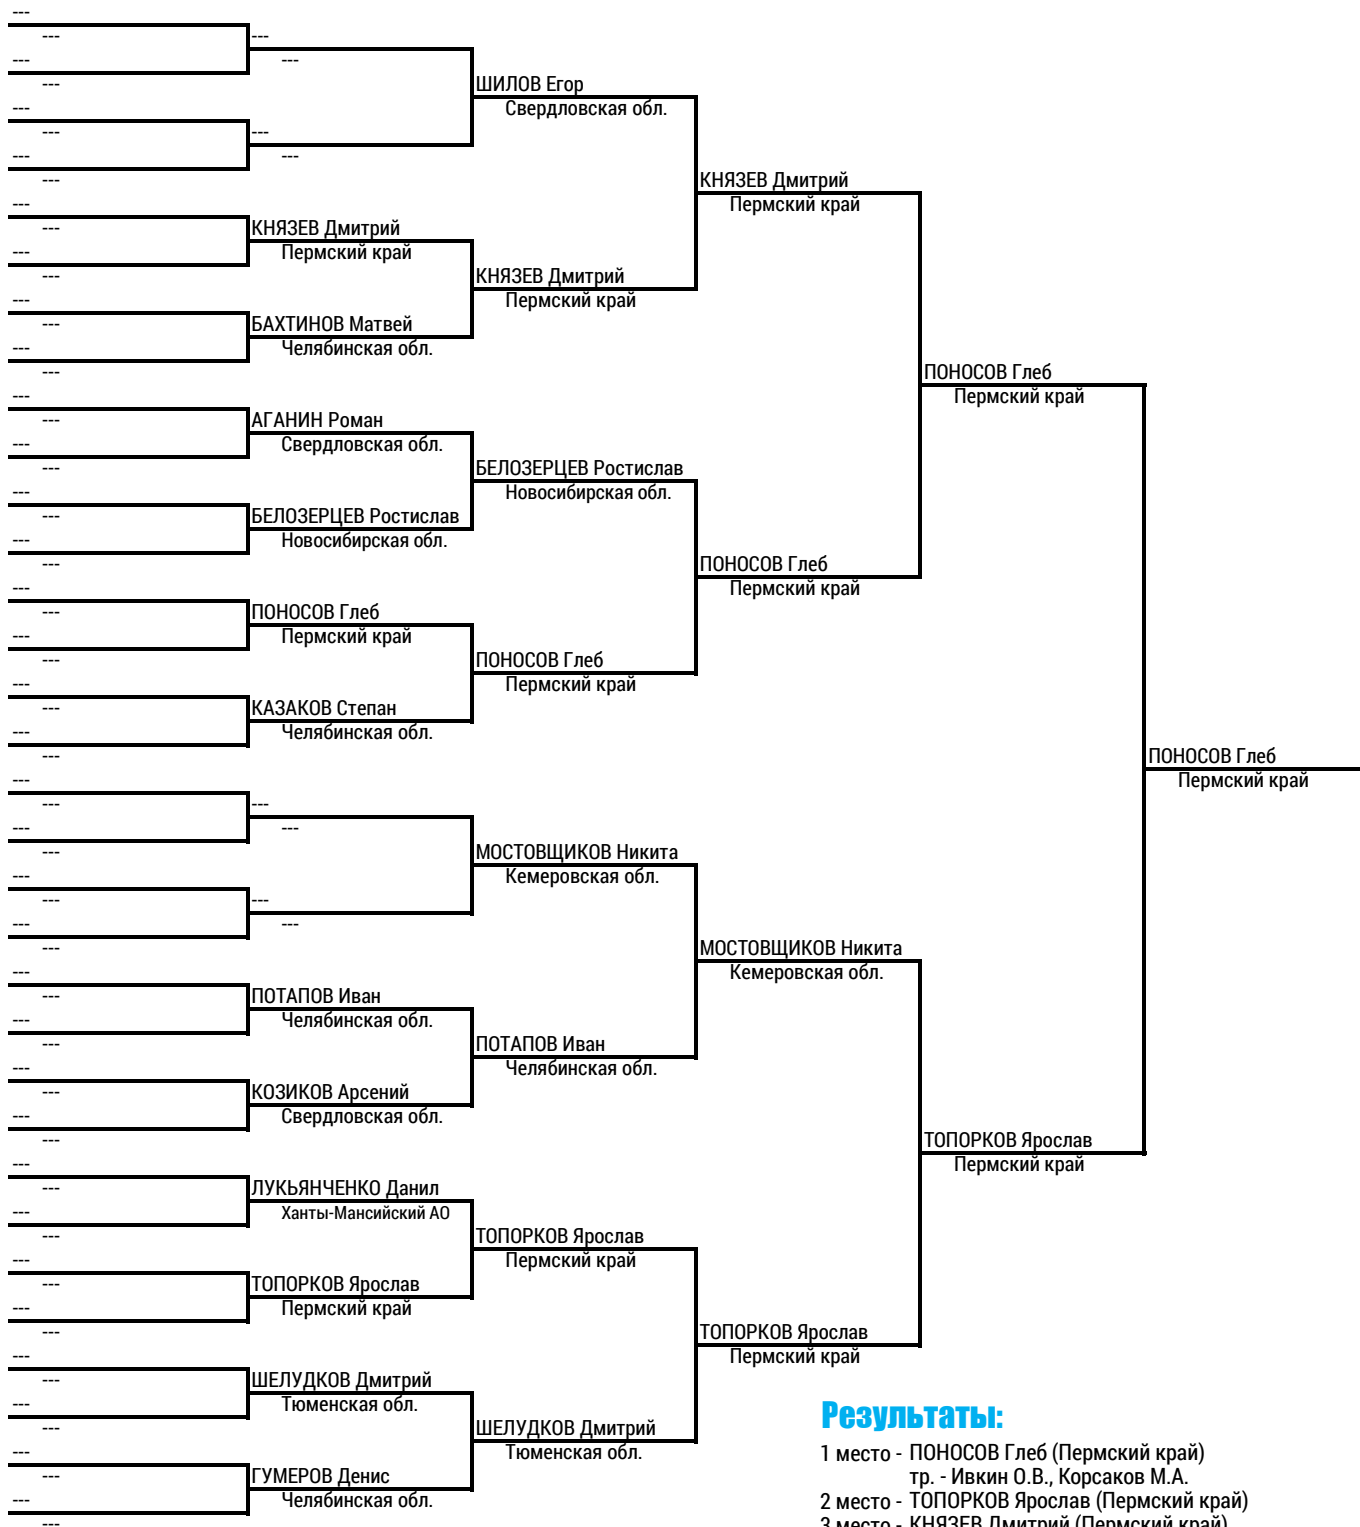 ---
---
---
---
---
---
---
---
---
---
---
---
ШИЛОВ Егор
Свердловская обл.
---
---
---
---
КНЯЗЕВ Дмитрий
Пермский край
---
---
КНЯЗЕВ Дмитрий
Пермский край
---
---
КНЯЗЕВ Дмитрий
Пермский край
---
---
БАХТИНОВ Матвей
Челябинская обл.
---
---
ПОНОСОВ Глеб
Пермский край
---
---
АГАНИН Роман
Свердловская обл.
---
---
БЕЛОЗЕРЦЕВ Ростислав
Новосибирская обл.
---
---
БЕЛОЗЕРЦЕВ Ростислав
Новосибирская обл.
---
---
ПОНОСОВ Глеб
Пермский край
---
---
ПОНОСОВ Глеб
Пермский край
---
---
ПОНОСОВ Глеб
Пермский край
---
---
КАЗАКОВ Степан
Челябинская обл.
---
---
ПОНОСОВ Глеб
Пермский край
---
---
---
---
---
---
МОСТОВЩИКОВ Никита
Кемеровская обл.
---
---
---
---
---
---
МОСТОВЩИКОВ Никита
Кемеровская обл.
---
---
ПОТАПОВ Иван
Челябинская обл.
---
---
ПОТАПОВ Иван
Челябинская обл.
---
---
КОЗИКОВ Арсений
Свердловская обл.
---
---
ТОПОРКОВ Ярослав
Пермский край
---
---
ЛУКЬЯНЧЕНКО Данил
Ханты-Мансийский АО
---
---
ТОПОРКОВ Ярослав
Пермский край
---
---
ТОПОРКОВ Ярослав
Пермский край
---
---
ТОПОРКОВ Ярослав
Пермский край
---
---
ШЕЛУДКОВ Дмитрий
Тюменская обл.
---
---
ШЕЛУДКОВ Дмитрий
Тюменская обл.
---
---
ГУМЕРОВ Денис
Челябинская обл.
---
---
Результаты:
1 место - ПОНОСОВ Глеб (Пермский край)
тр. - Ивкин О.В., Корсаков М.А.
2 место - ТОПОРКОВ Ярослав (Пермский край)
3 место - КНЯЗЕВ Дмитрий (Пермский край)